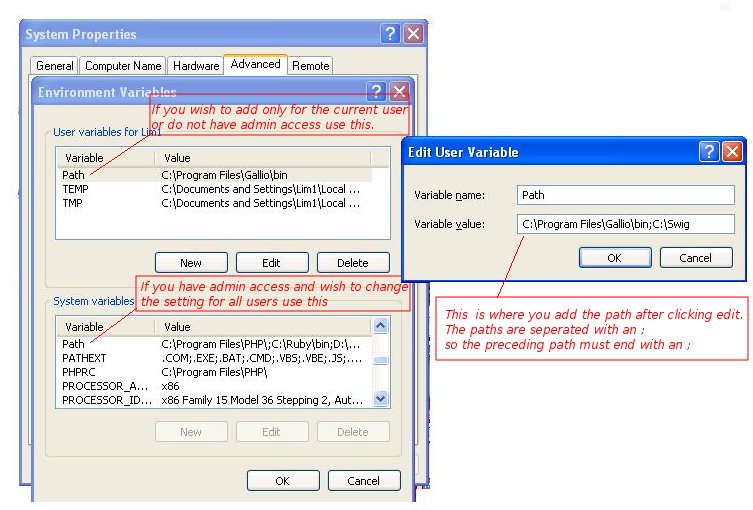 System Properties
General Computer Name Hardware Advanced Remote
Environment Variables
If you wish to add only for the current user
or do not have admin access use this.
User variables for Lim1
Variable Value
Path C:\Program Files\Gallio\bin
TEMP C:\Documents and Settings\Lim1\Local ...
TMP C:\Documents and Settings\Lim1\Local ...
New Edit Delete
If you have admin access and wish to change
the setting for all users use this
System variables
Variable Value
Path C:\Program Files\PHP\;C:\Ruby\bin;D:\...
PATHEXT .COM;.EXE;.BAT;.CMD;.VBS;.VBE;.JS;....
PHPRC C:\Program Files\PHP\
PROCESSOR_A... x86
PROCESSOR_ID... x86 Family 15 Model 36 Stepping 2, Aut...
New Edit Delete
OK Cancel
Edit User Variable
Variable name: Path
Variable value: C:\Program Files\Gallio\bin;C:\Swig
OK Cancel
This is where you add the path after clicking edit.
The paths are seperated with an ;
so the preceding path must end with an ;